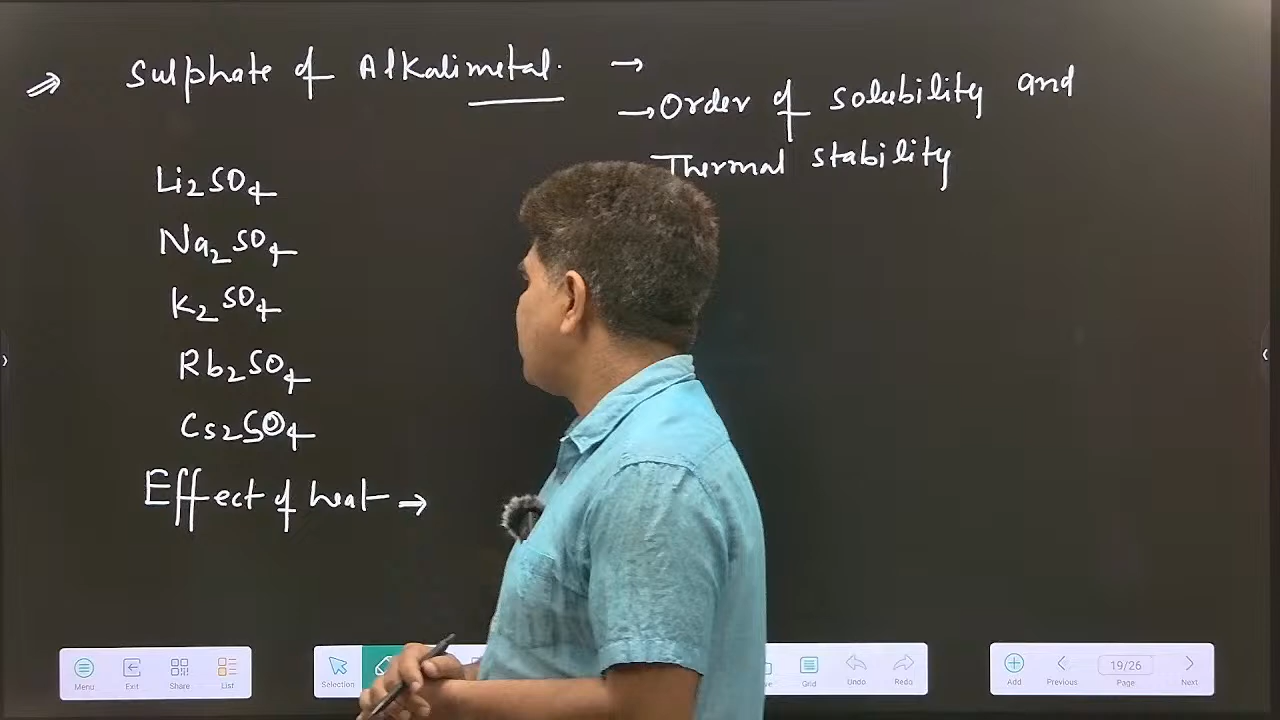 ⇒ Sulphate of Alkalimetal. →
→ Order of solubility and
Thermal stability
Li2SO4
Na2SO4
K2SO4
Rb2SO4
Cs2SO4
Effect of heat →
Menu
Exit
Share
List
Selection
Grid
Undo
Redo
Add
Previous
19/26
Page
Next